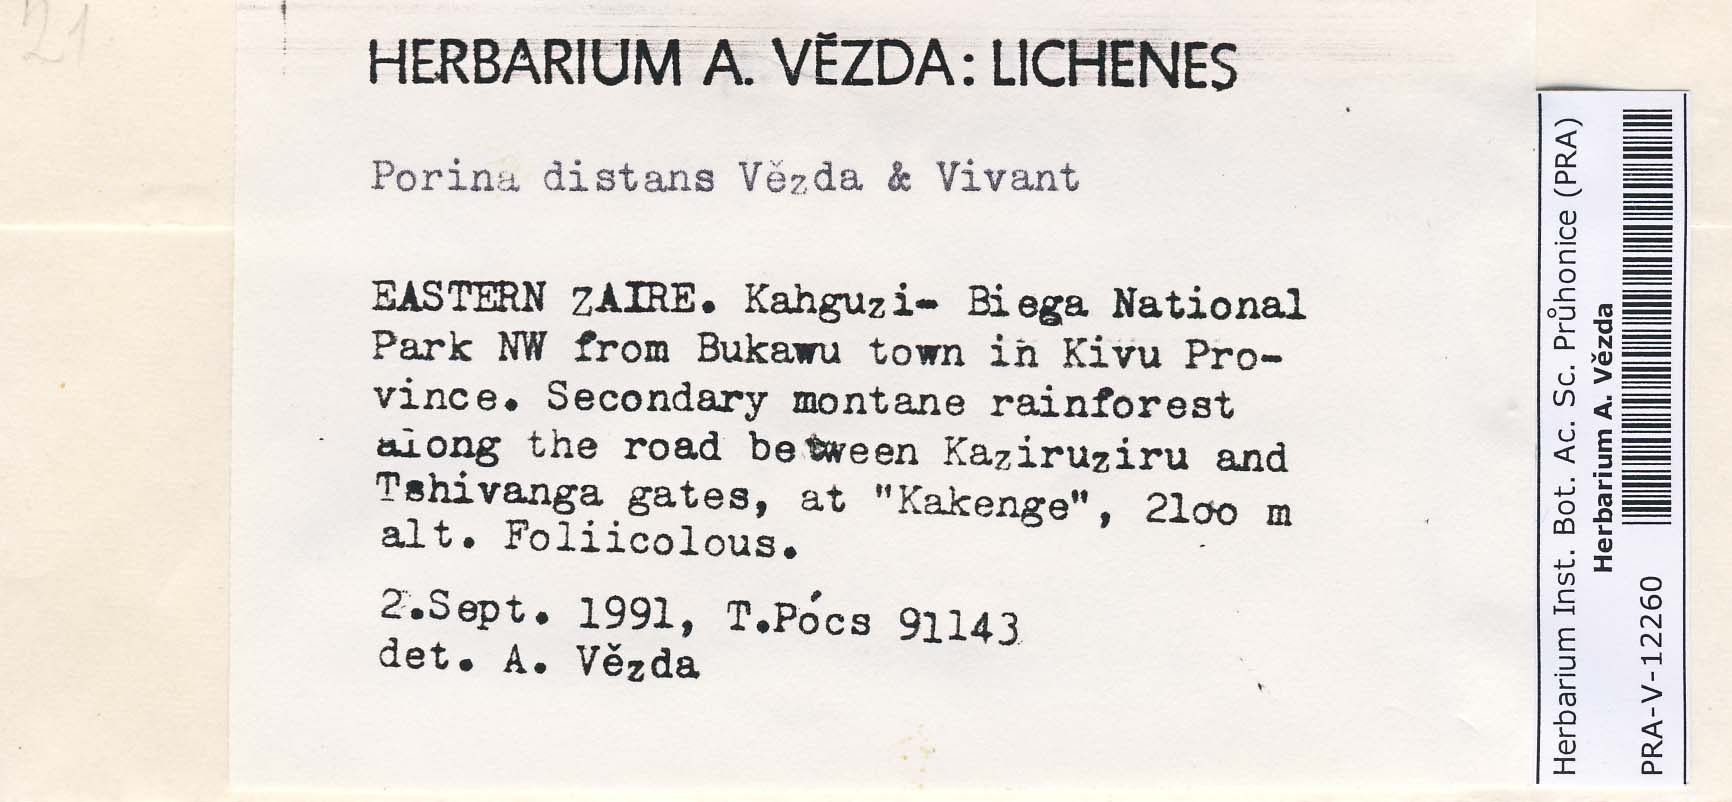 21
HERBARIUM A. VĚZDA: LICHENES
Porina distans Vězda & Vivant
EASTERN ZAIRE. Kahguzi- Biega National
Park NW from Bukawu town in Kivu Pro-
vince. Secondary montane rainforest
along the road between Kaziruziru and
Tshivanga gates, at "Kakenge", 2loo m
alt. Foliicolous.
2.Sept. 1991, T.Pócs 91143
det. A. Vězda
Herbarium Inst. Bot. Ac. Sc. Průhonice (PRA)
Herbarium A. Vězda
PRA-V-12260